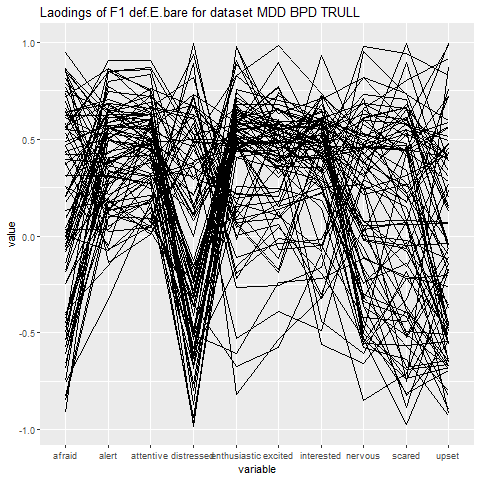 Laodings of F1 def.E.bare for dataset MDD BPD TRULL
1.0
0.5
0.0
-0.5
-1.0
value
afraid alert attentive distressed enthusiastic excited interested nervous scared upset
variable